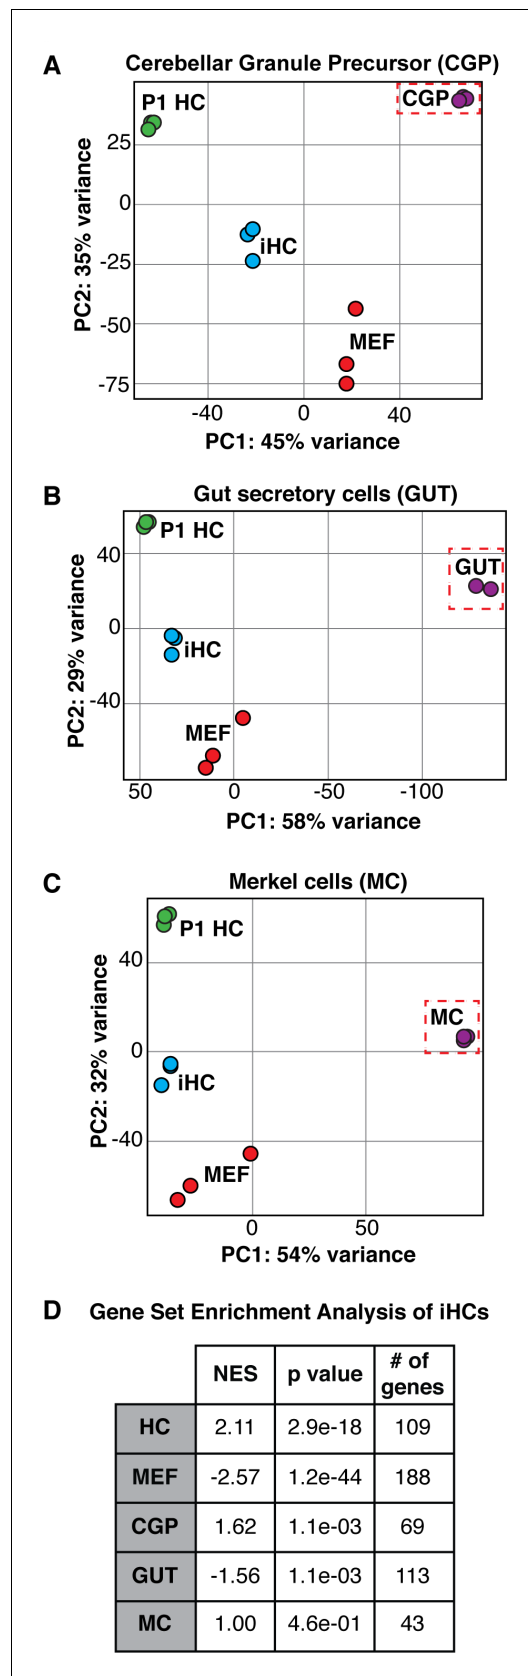 A Cerebellar Granule Precursor (CGP)
P1 HC
CGP
25
0
-25
-50
-75
iHC
MEF
PC2: 35% variance
-40 0 40
PC1: 45% variance
B Gut secretory cells (GUT)
P1 HC
40
GUT
0
iHC
-40
MEF
PC2: 29% variance
50 0 -50 -100
PC1: 58% variance
C Merkel cells (MC)
P1 HC
40
MC
0
iHC
-40
MEF
PC2: 32% variance
0 50
PC1: 54% variance
D Gene Set Enrichment Analysis of iHCs
NES p value # of genes
HC 2.11 2.9e-18 109
MEF -2.57 1.2e-44 188
CGP 1.62 1.1e-03 69
GUT -1.56 1.1e-03 113
MC 1.00 4.6e-01 43